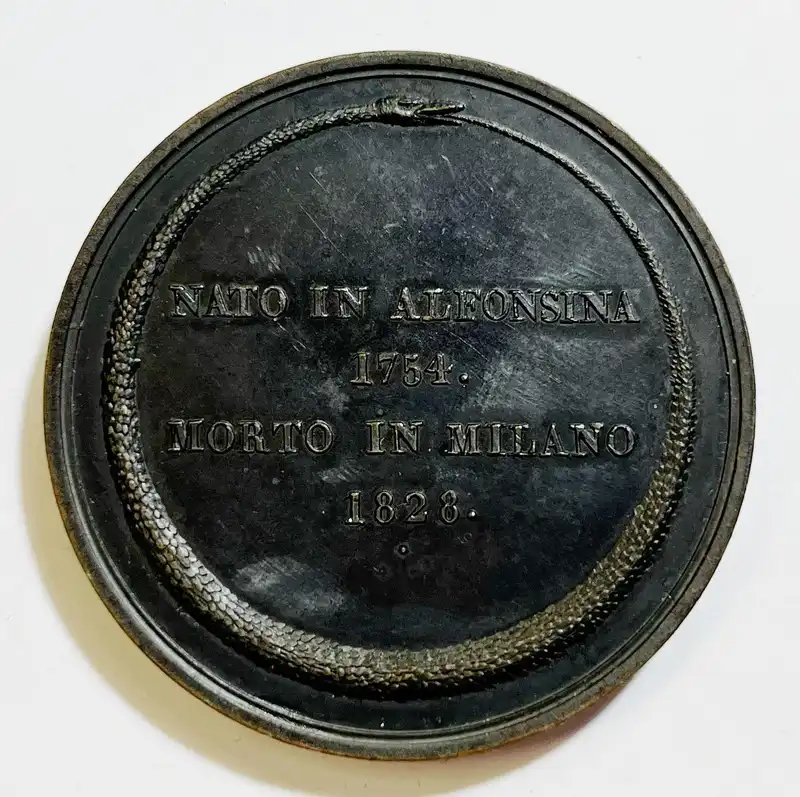 NATO IN ALFONSINA
1754.
MORTO IN MILANO
1828.